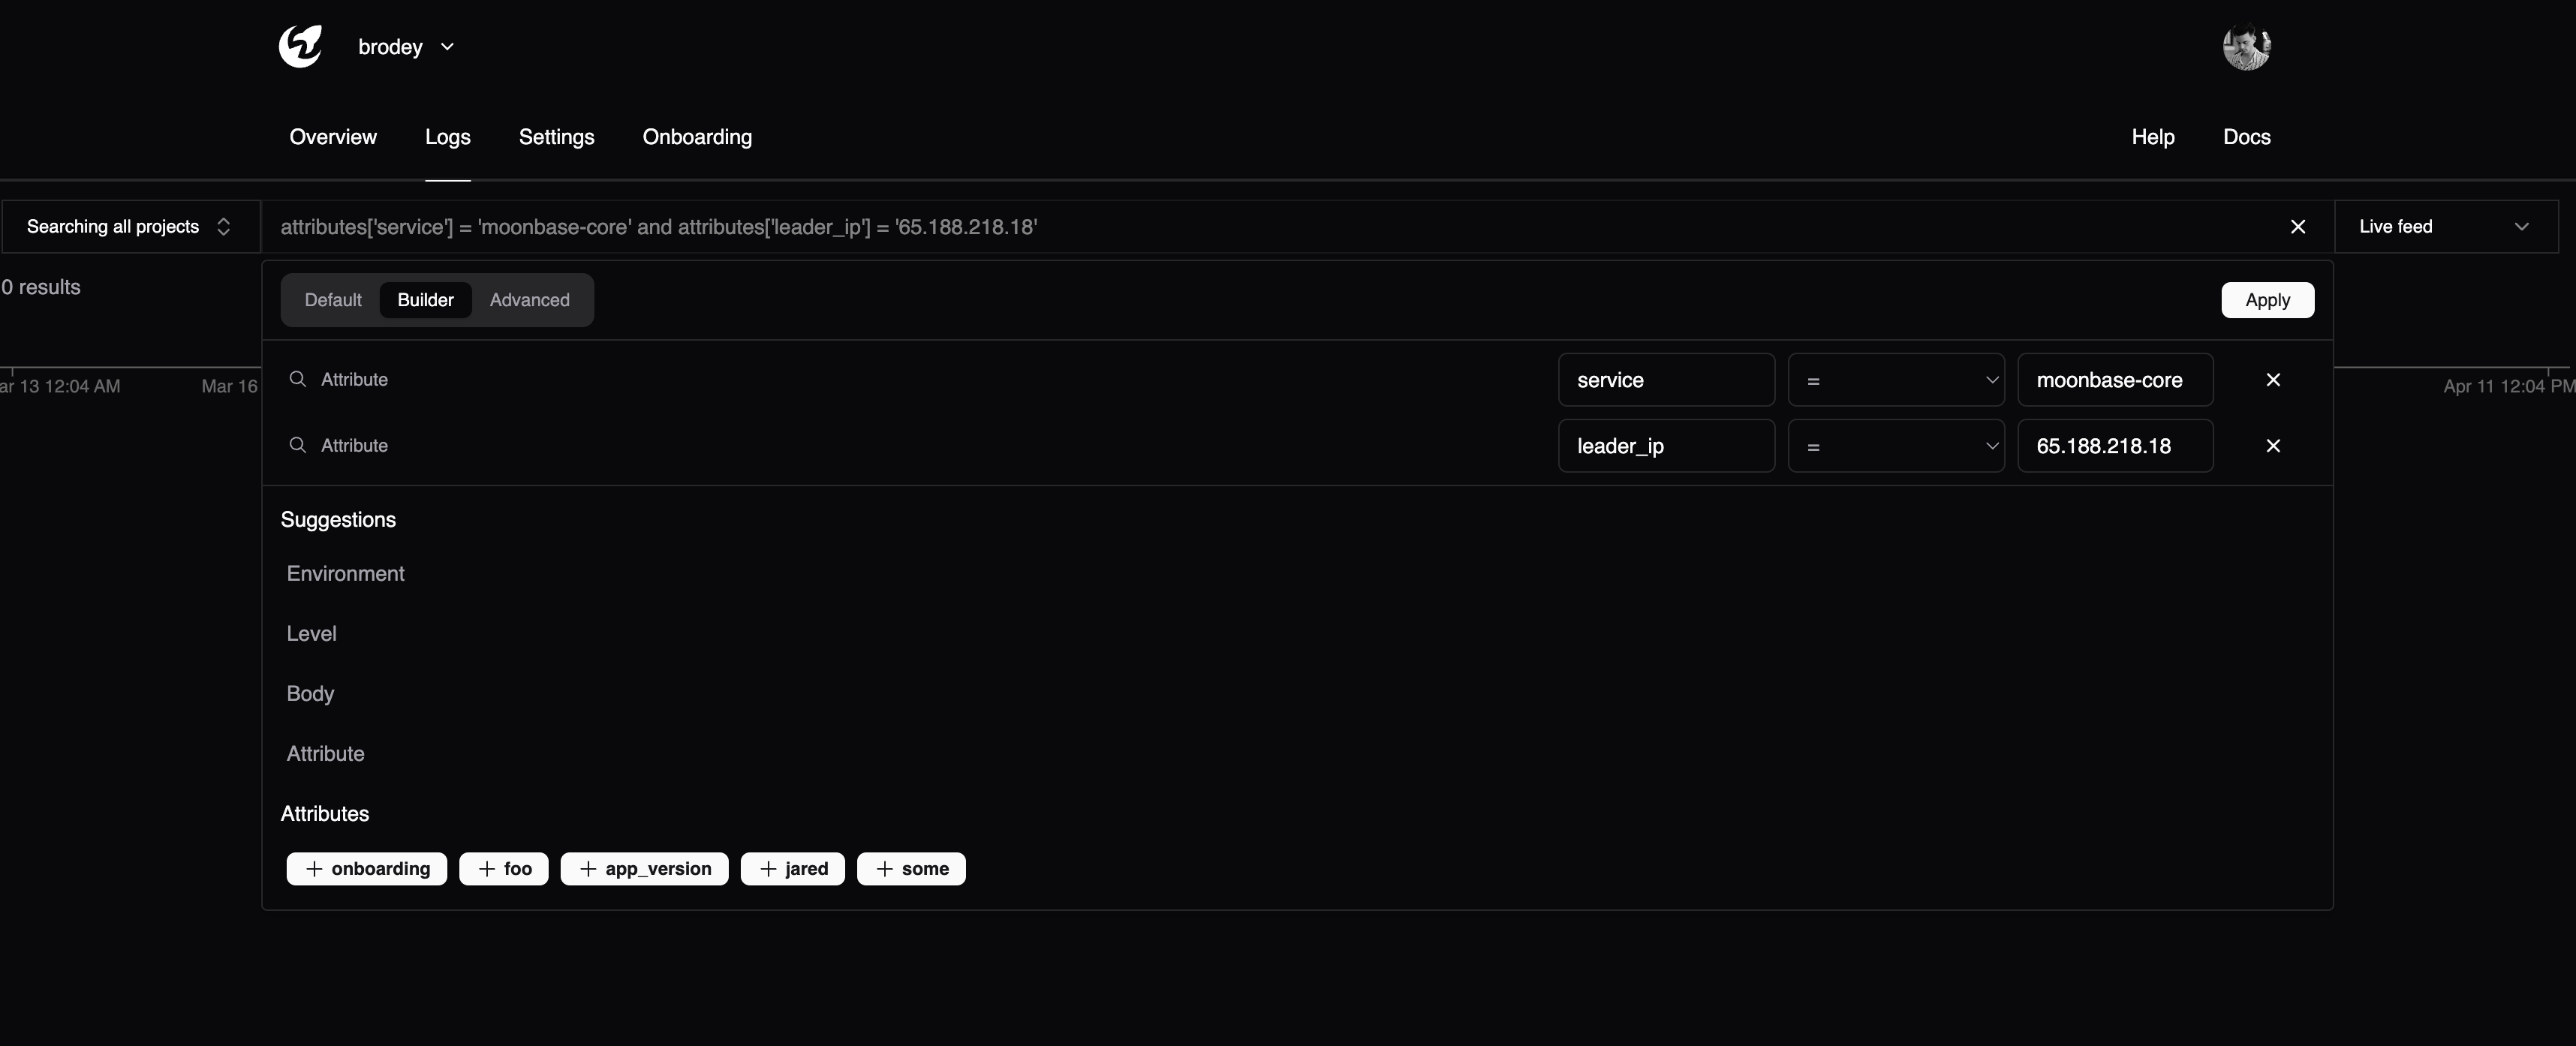 brodey
Overview Logs Settings Onboarding Help Docs
Searching all projects attributes['service'] = 'moonbase-core' and attributes['leader_ip'] = '65.188.218.18' Live feed
0 results
Default Builder Advanced Apply
Attribute service = moonbase-core
ar 13 12:04 AM Mar 16 Apr 11 12:04 PM
Attribute leader_ip = 65.188.218.18
Suggestions
Environment
Level
Body
Attribute
Attributes
+ onboarding + foo + app_version + jared + some